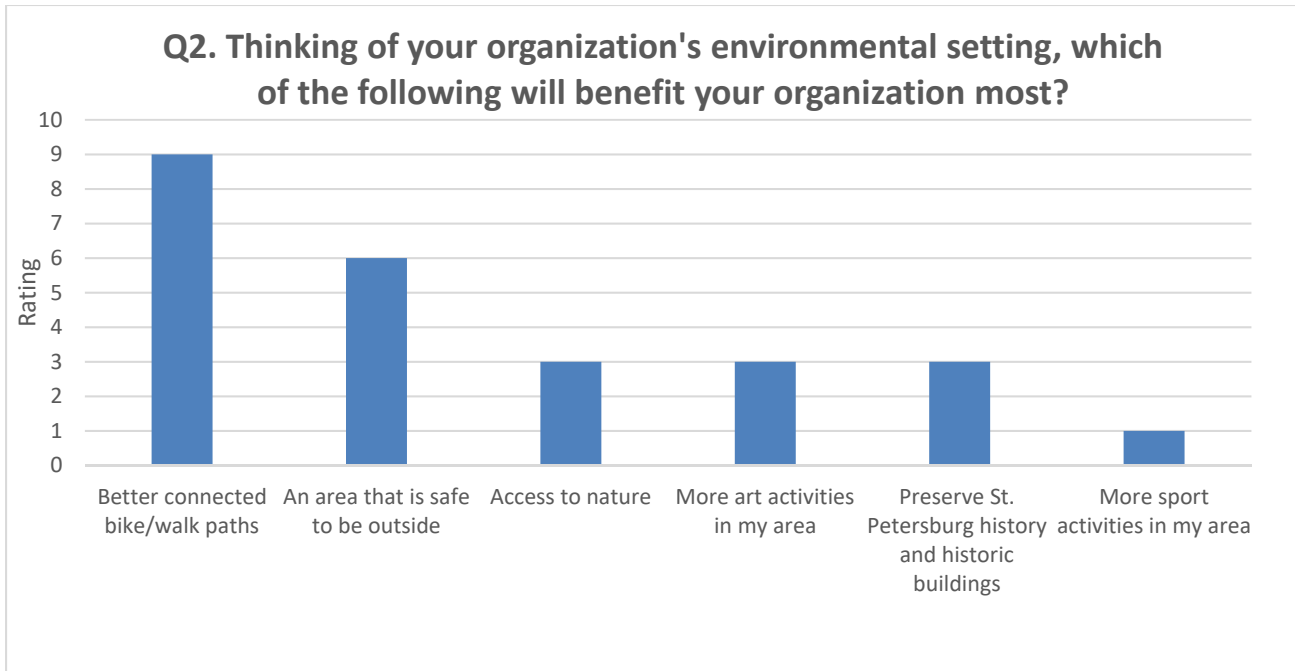 Q2. Thinking of your organization's environmental setting, which
of the following will benefit your organization most?
10
9
8
7
6
5
4
3
2
1
0
Rating
Better connected
bike/walk paths
An area that is safe
to be outside
Access to nature
More art activities
in my area
Preserve St.
Petersburg history
and historic
buildings
More sport
activities in my area